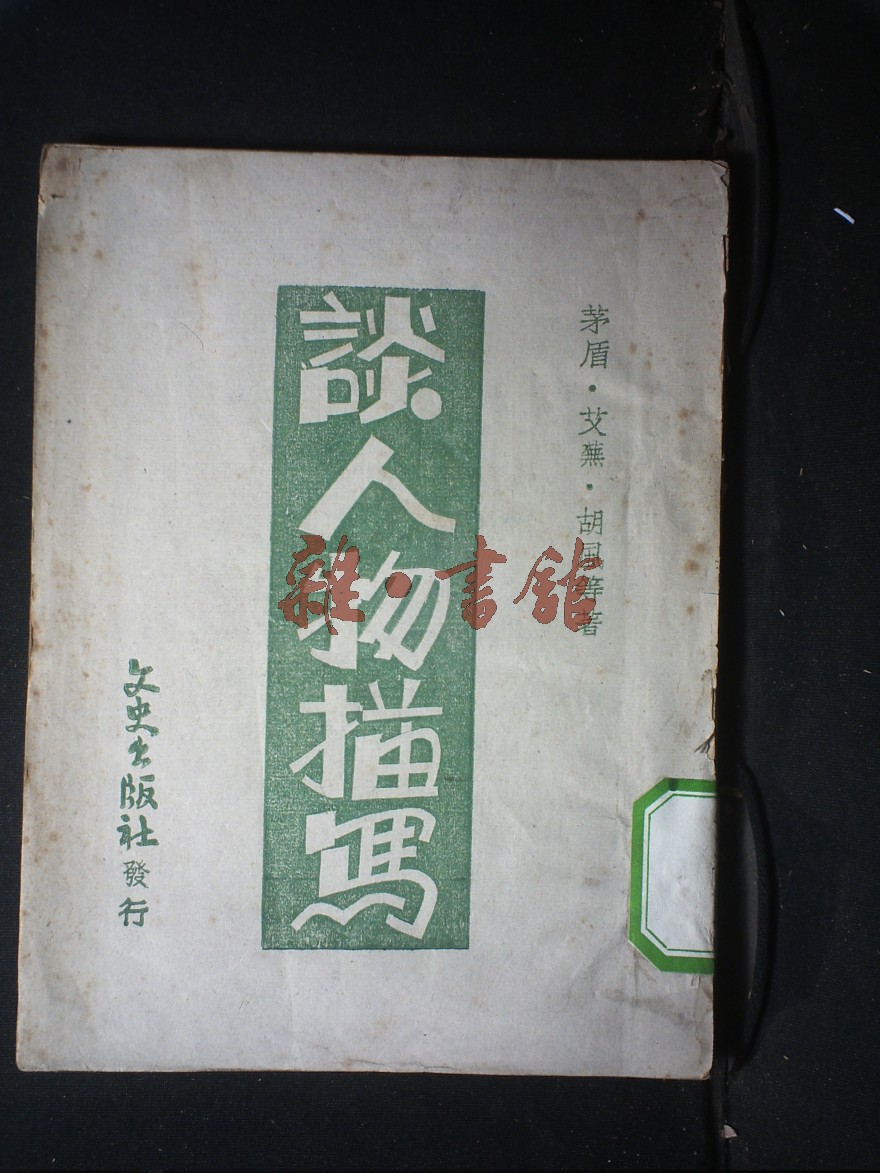 茅盾·艾蕪·胡風等著
談人物描寫
文史出版社發行
雜·書館